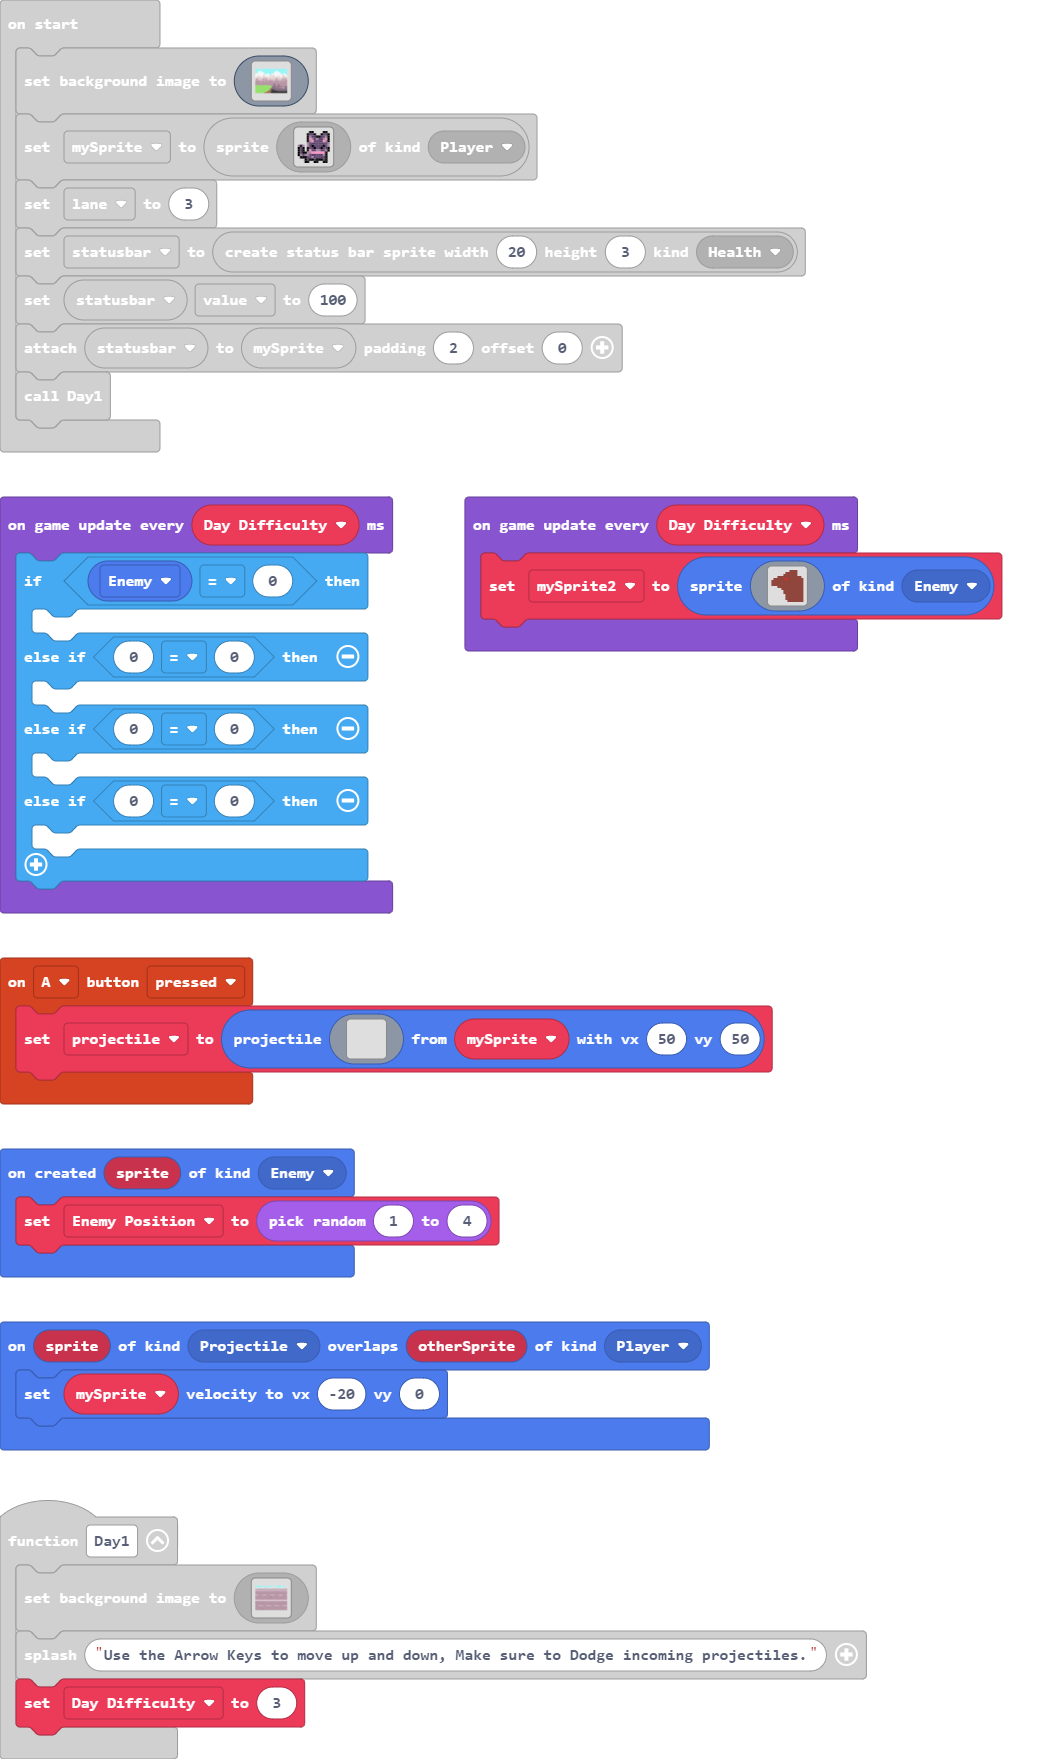 on start
set background image to
set mySprite to sprite of kind Player
set lane to 3
set statusbar to create status bar sprite width 20 height 3 kind Health
set statusbar value to 100
attach statusbar to mySprite padding 2 offset 0
call Day1
on game update every Day Difficulty ms
if Enemy = 0 then
else if 0 = 0 then
else if 0 = 0 then
else if 0 = 0 then
on game update every Day Difficulty ms
set mySprite2 to sprite of kind Enemy
on A button pressed
set projectile to projectile from mySprite with vx 50 vy 50
on created sprite of kind Enemy
set Enemy Position to pick random 1 to 4
on sprite of kind Projectile overlaps otherSprite of kind Player
set mySprite velocity to vx -20 vy 0
function Day1
set background image to
splash "Use the Arrow Keys to move up and down, Make sure to Dodge incoming projectiles."
set Day Difficulty to 3